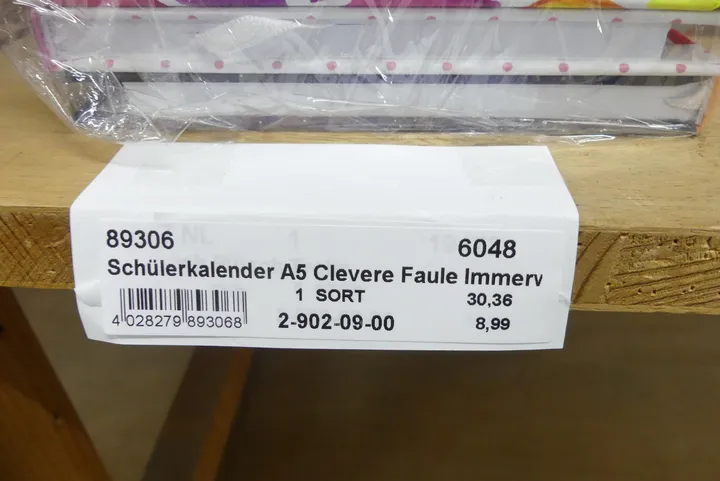 89306 6048
Schülerkalender A5 Clevere Faule Immerv
1 SORT 30,36
4 028279 893068 2-902-09-00 8,99